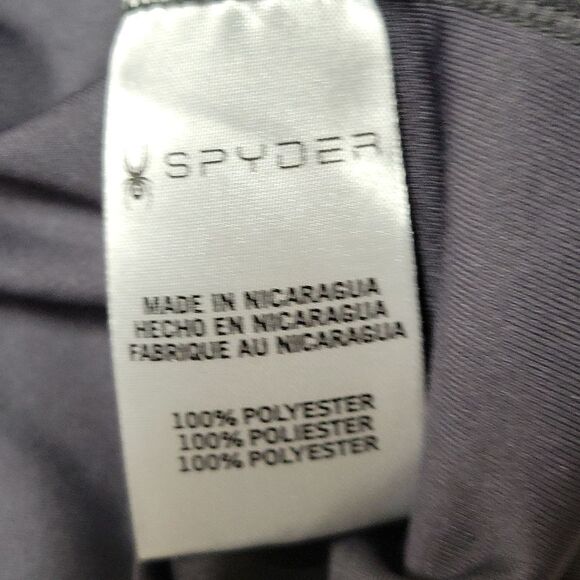 SPYDER
MADE IN NICARAGUA
HECHO EN NICARAGUA
FABRIQUE AU NICARAGUA
100% POLYESTER
100% POLIESTER
100% POLYESTER